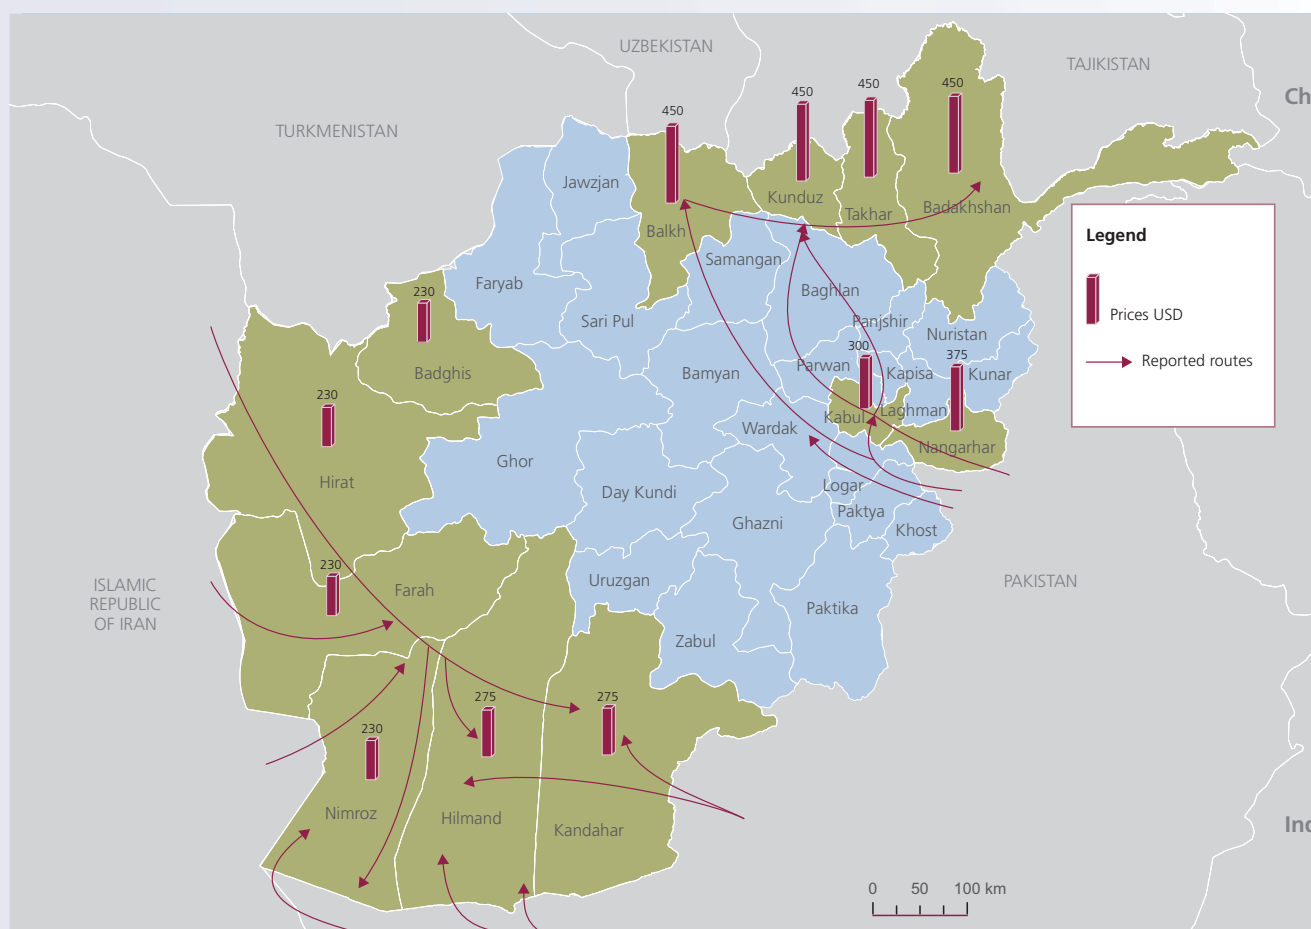 UZBEKISTAN
TAJIKISTAN
Ch
TURKMENISTAN
450
450
450
450
Jawzjan
Kunduz
Takhar
Badakhshan
Balkh
Samangan
Faryab
Baghlan
230
Sari Pul
Panjshir
Nuristan
Legend
Prices USD
Reported routes
300
375
Badghis
Bamyan
Parwan
Kapisa
Kunar
230
Kabul
Laghman
Wardak
Nangarhar
Ghor
Hirat
Day Kundi
Logar
Ghazni
Paktya
Khost
230
ISLAMIC
REPUBLIC
OF IRAN
Farah
Uruzgan
PAKISTAN
Paktika
Zabul
275
275
230
Nimroz
Hilmand
Kandahar
Ind
0 50 100 km